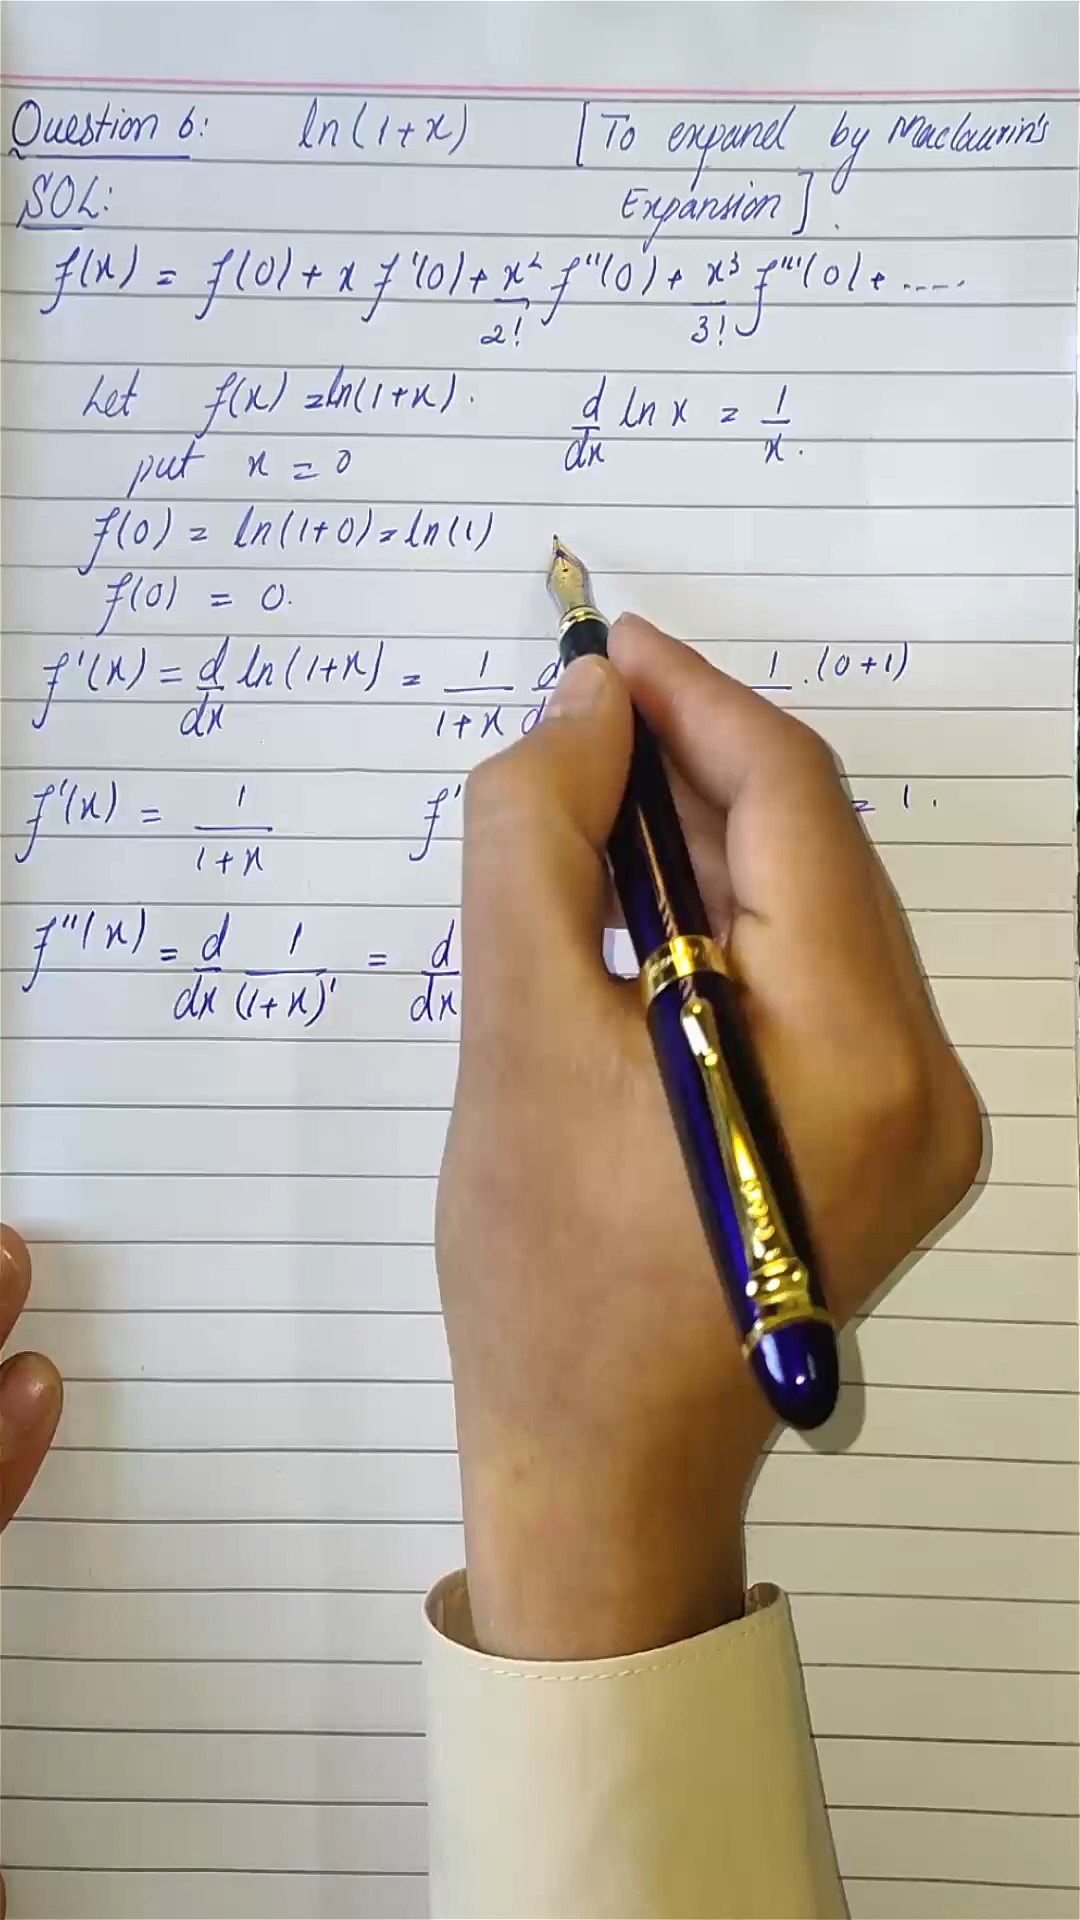 Question 6: ln(1+x) [To expand by Maclaurin's
SOL: Expansion].
f(x) = f(0) + x f'(0) + x²/2! f''(0) + x³/3! f'''(0) + .....
Let f(x) = ln(1+x). d/dx ln x = 1/x.
put x = 0
f(0) = ln(1+0) = ln(1)
f(0) = 0.
f'(x) = d/dx ln(1+x) = 1/1+x d 1 . (0+1)
f'(x) = 1/1+x f' = 1.
f''(x) = d/dx 1/(1+x)' = d/dx